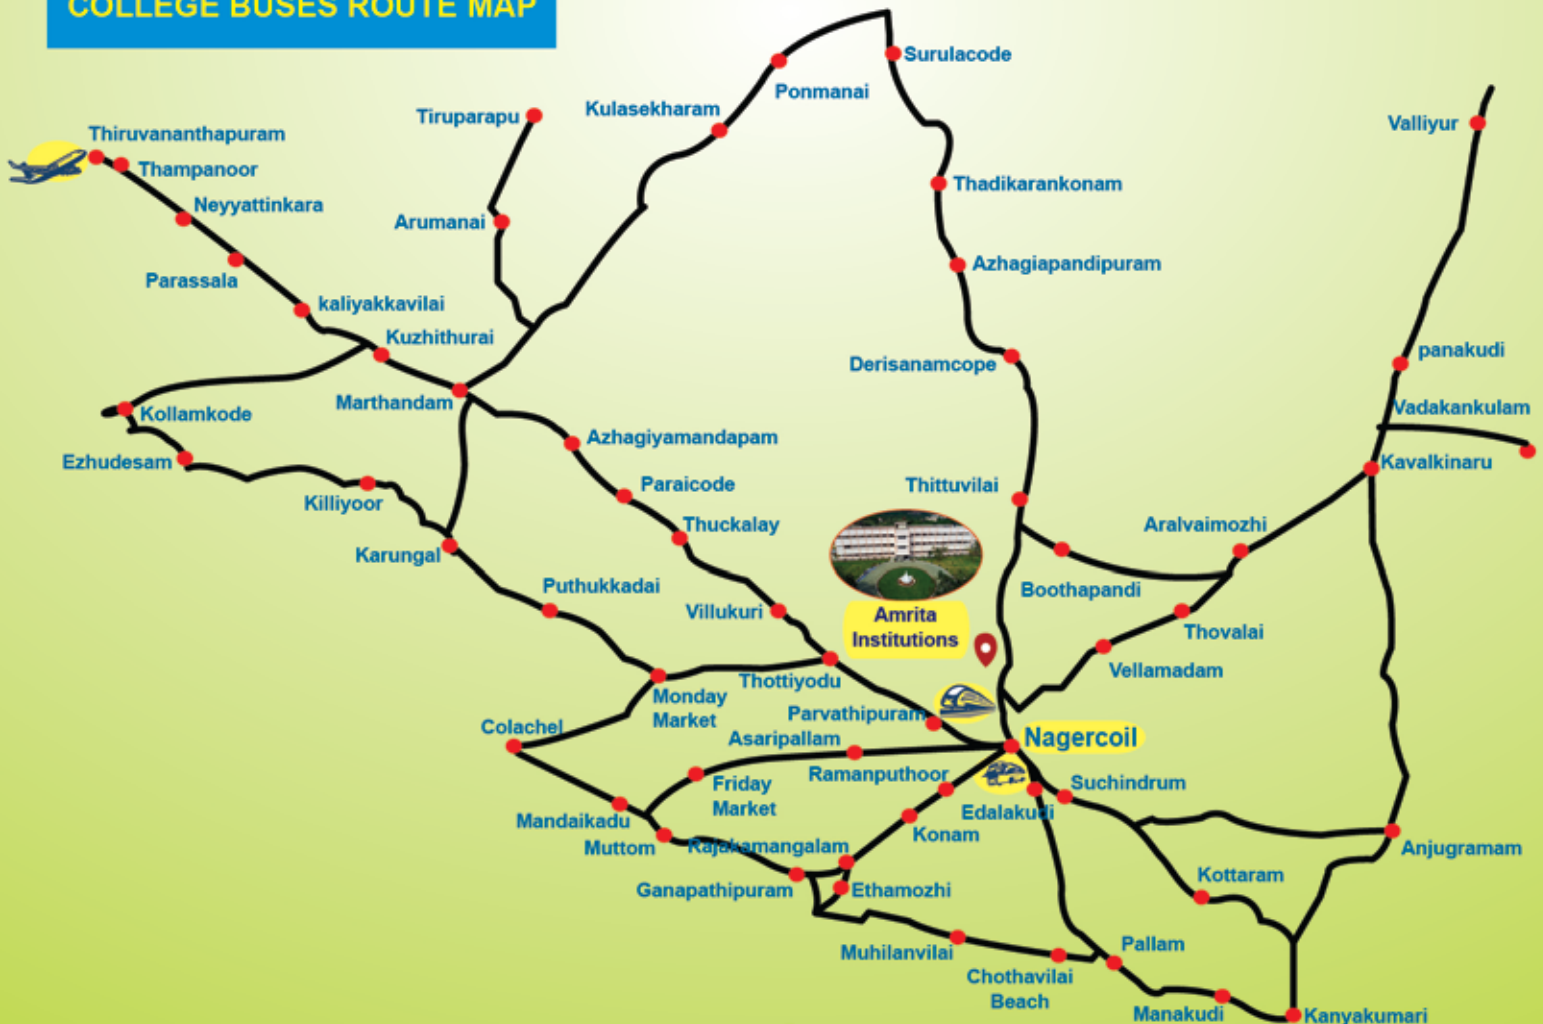 COLLEGE BUSES ROUTE MAP
Surulacode
Ponmanai
Kulasekharam
Tiruparapu
Valliyur
Thiruvananthapuram
Thampanoor
Thadikarankonam
Neyyattinkara
Arumanai
Azhagiapandipuram
Parassala
kaliyakkavilai
Kuzhithurai
panakudi
Derisanamcope
Marthandam
Vadakankulam
Kollamkode
Azhagiyamandapam
Ezhudesam
Kavalkinaru
Paraicode
Thittuvilai
Killiyoor
Thuckalay
Aralvaimozhi
Karungal
Puthukkadai
Boothapandi
Villukuri
Amrita
Institutions
Thovalai
Vellamadam
Thottiyodu
Monday
Market
Parvathipuram
Colachel
Asaripallam
Nagercoil
Ramanputhoor
Friday
Market
Suchindrum
Edalakudi
Mandaikadu
Konam
Muttom
Rajakamangalam
Anjugramam
Kottaram
Ganapathipuram
Ethamozhi
Pallam
Muhilanvilai
Chothavilai
Beach
Manakudi
Kanyakumari